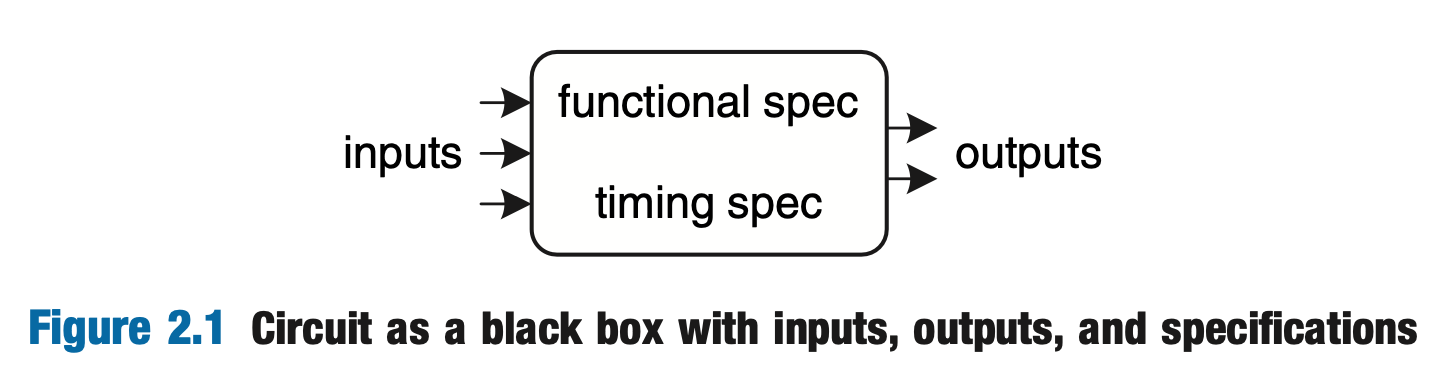 functional spec
inputs
outputs
timing spec
Figure 2.1 Circuit as a black box with inputs, outputs, and specifications